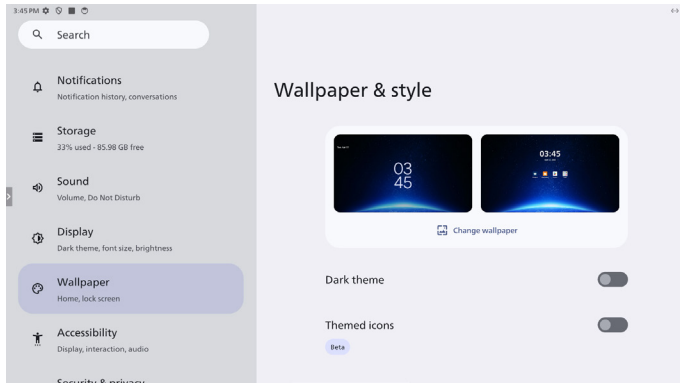 3:45 PM
Search
Notifications
Notification history, conversations
Storage
33% used - 85.98 GB free
Sound
Volume, Do Not Disturb
Display
Dark theme, font size, brightness
Wallpaper
Home, lock screen
Accessibility
Display, interaction, audio
Security & privacy
Wallpaper & style
03
45
03:45
Change wallpaper
Dark theme
Themed icons
Beta